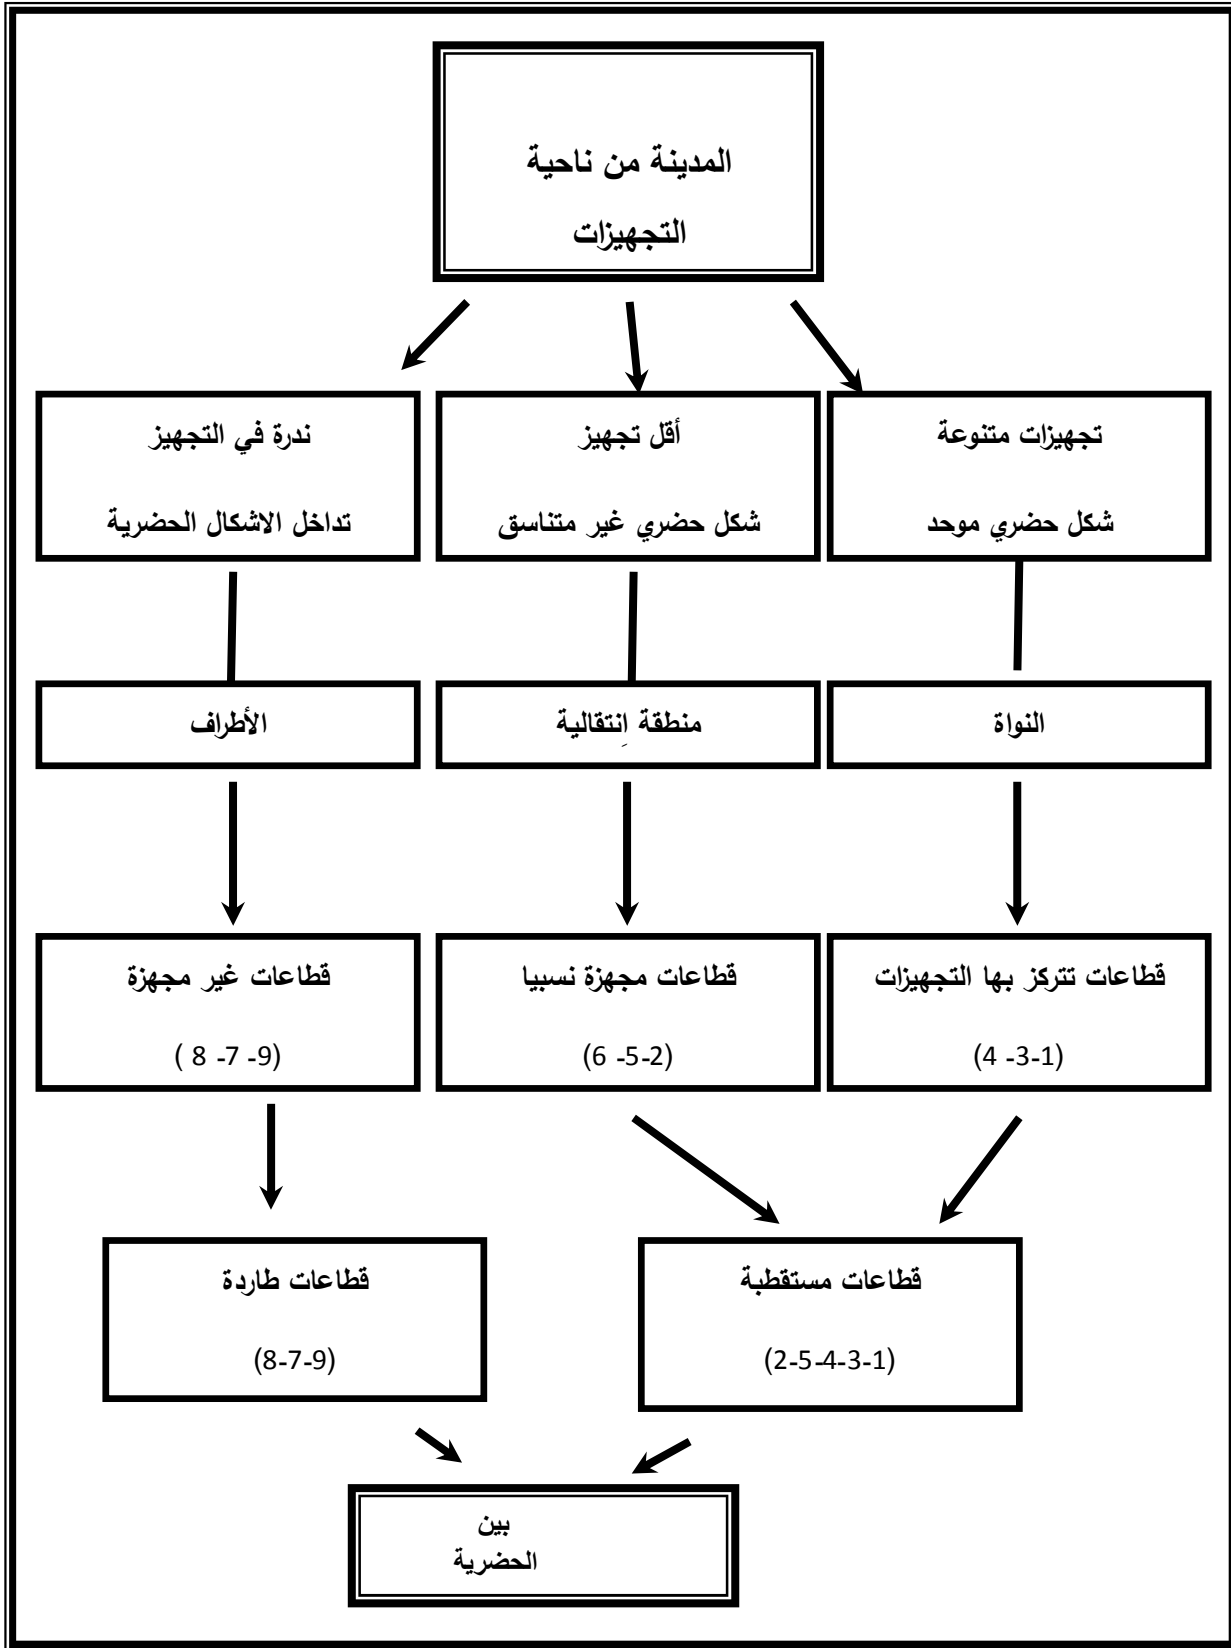 المدينة من ناحية
التجهيزات
تجهيزات متنوعة
شكل حضري موحد
أقل تجهيز
شكل حضري غير متناسق
ندرة في التجهيز
تداخل الاشكال الحضرية
النواة
منطقة إنتقالية
الأطراف
قطاعات تتركز بها التجهيزات
(4 -3-1)
قطاعات مجهزة نسبيا
(6 -5-2)
قطاعات غير مجهزة
( 8 -7 -9)
قطاعات مستقطبة
(2-5-4-3-1)
قطاعات طاردة
(8-7-9)
بين
الحضرية